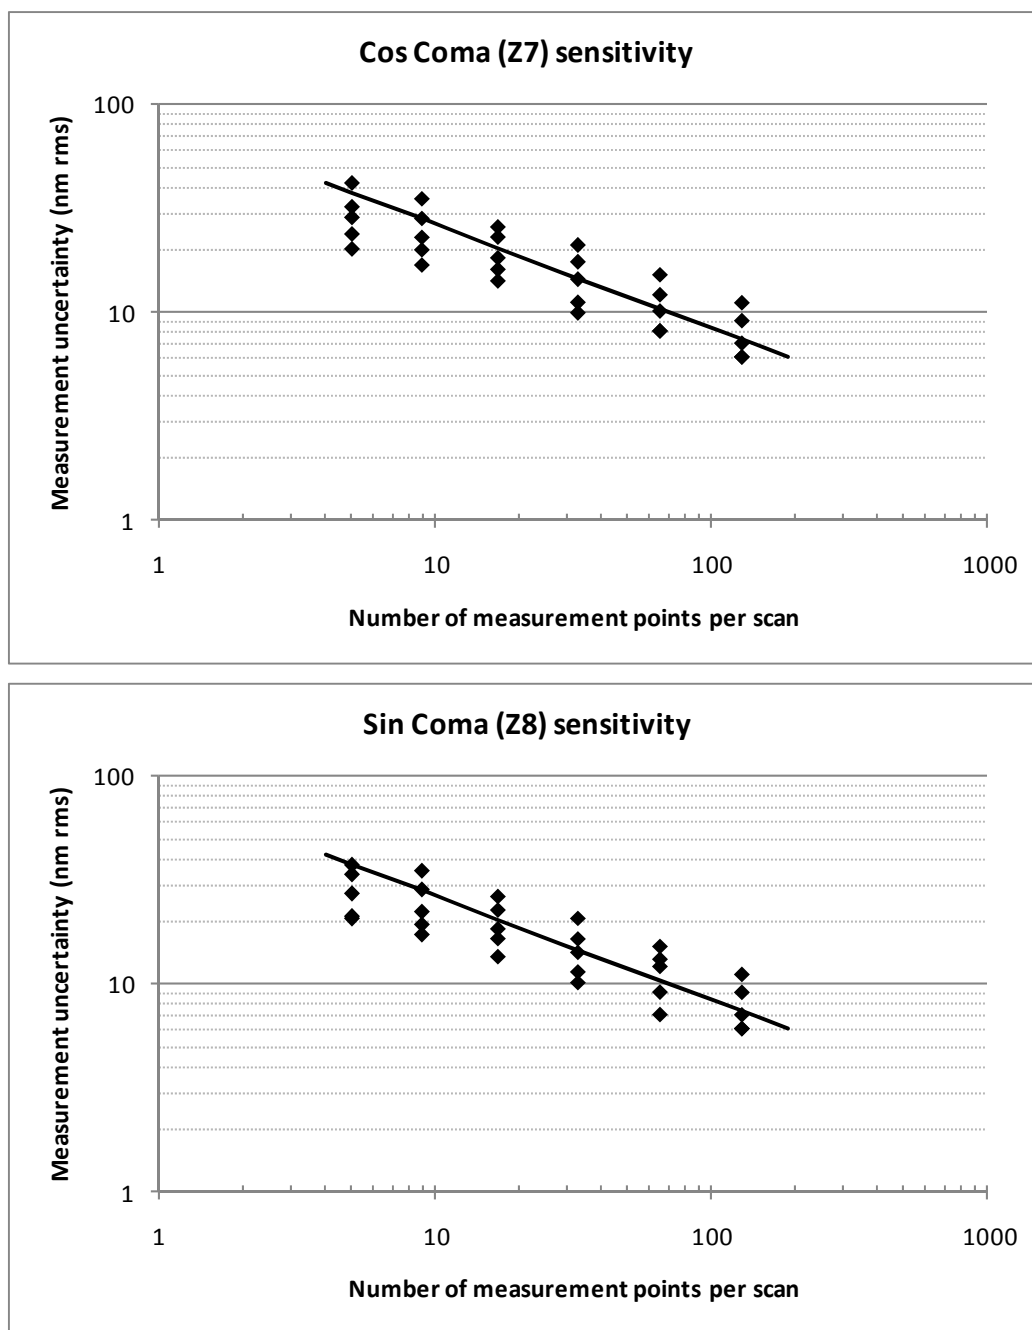 Cos Coma (Z7) sensitivity
Measurement uncertainty (nm rms)
100
10
1
1 10 100 1000
Number of measurement points per scan
Sin Coma (Z8) sensitivity
Measurement uncertainty (nm rms)
100
10
1
1 10 100 1000
Number of measurement points per scan